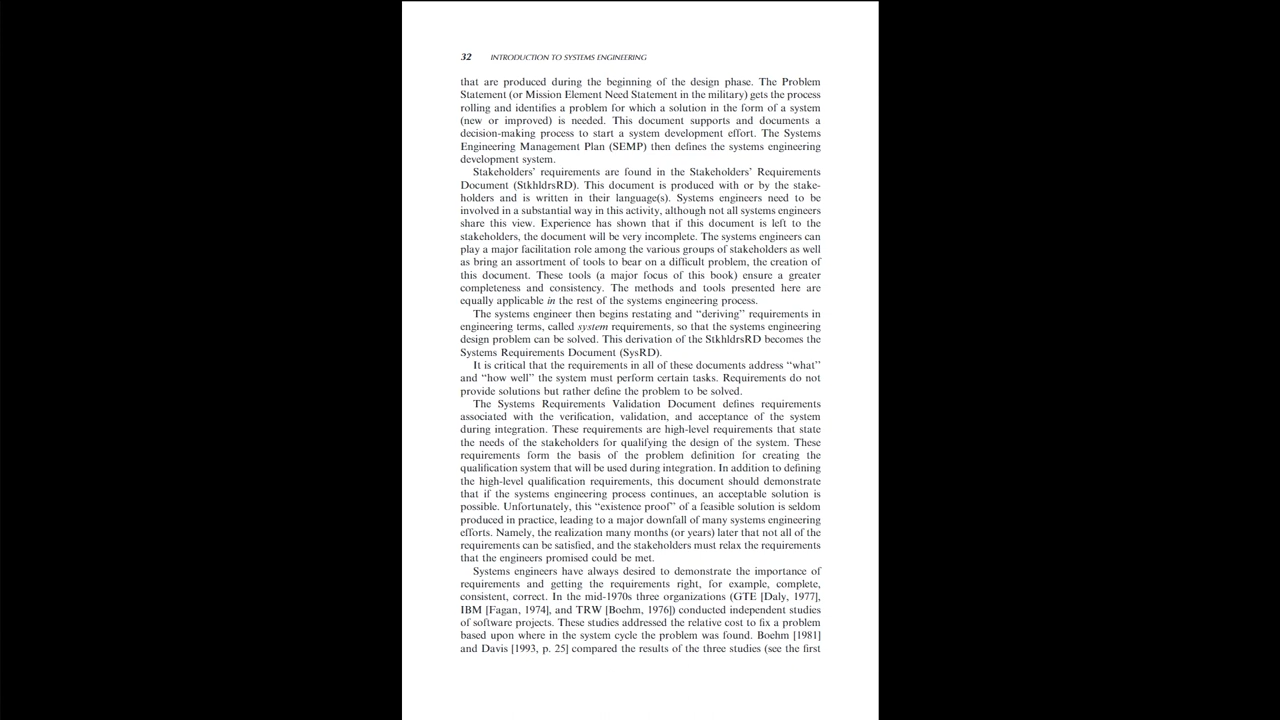 32 INTRODUCTION TO SYSTEMS ENGINEERING
that are produced during the beginning of the design phase. The Problem
Statement (or Mission Element Need Statement in the military) gets the process
rolling and identifies a problem for which a solution in the form of a system
(new or improved) is needed. This document supports and documents a
decision-making process to start a system development effort. The Systems
Engineering Management Plan (SEMP) then defines the systems engineering
development system.
Stakeholders’ requirements are found in the Stakeholders’ Requirements
Document (StkhldrsRD). This document is produced with or by the stake-
holders and is written in their language(s). Systems engineers need to be
involved in a substantial way in this activity, although not all systems engineers
share this view. Experience has shown that if this document is left to the
stakeholders, the document will be very incomplete. The systems engineers can
play a major facilitation role among the various groups of stakeholders as well
as bring an assortment of tools to bear on a difficult problem, the creation of
this document. These tools (a major focus of this book) ensure a greater
completeness and consistency. The methods and tools presented here are
equally applicable in the rest of the systems engineering process.
The systems engineer then begins restating and “deriving” requirements in
engineering terms, called system requirements, so that the systems engineering
design problem can be solved. This derivation of the StkhldrsRD becomes the
Systems Requirements Document (SysRD).
It is critical that the requirements in all of these documents address “what”
and “how well” the system must perform certain tasks. Requirements do not
provide solutions but rather define the problem to be solved.
The Systems Requirements Validation Document defines requirements
associated with the verification, validation, and acceptance of the system
during integration. These requirements are high-level requirements that state
the needs of the stakeholders for qualifying the design of the system. These
requirements form the basis of the problem definition for creating the
qualification system that will be used during integration. In addition to defining
the high-level qualification requirements, this document should demonstrate
that if the systems engineering process continues, an acceptable solution is
possible. Unfortunately, this “existence proof” of a feasible solution is seldom
produced in practice, leading to a major downfall of many systems engineering
efforts. Namely, the realization many months (or years) later that not all of the
requirements can be satisfied, and the stakeholders must relax the requirements
that the engineers promised could be met.
Systems engineers have always desired to demonstrate the importance of
requirements and getting the requirements right, for example, complete,
consistent, correct. In the mid-1970s three organizations (GTE [Daly, 1977],
IBM [Fagan, 1974], and TRW [Boehm, 1976]) conducted independent studies
of software projects. These studies addressed the relative cost to fix a problem
based upon where in the system cycle the problem was found. Boehm [1981]
and Davis [1993, p. 25] compared the results of the three studies (see the first